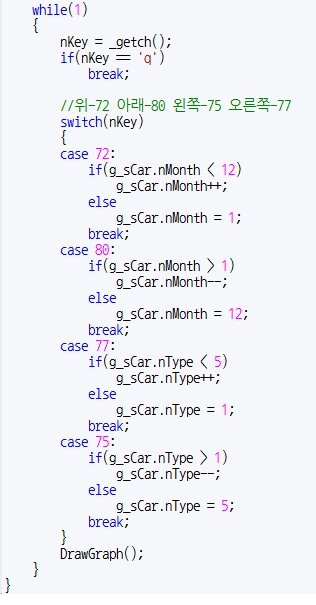 while(1)
{
nKey = _getch();
if(nKey == 'q')
break;
//위-72 아래-80 왼쪽-75 오른쪽-77
switch(nKey)
{
case 72:
if(g_sCar.nMonth < 12)
g_sCar.nMonth++;
else
g_sCar.nMonth = 1;
break;
case 80:
if(g_sCar.nMonth > 1)
g_sCar.nMonth--;
else
g_sCar.nMonth = 12;
break;
case 77:
if(g_sCar.nType < 5)
g_sCar.nType++;
else
g_sCar.nType = 1;
break;
case 75:
if(g_sCar.nType > 1)
g_sCar.nType--;
else
g_sCar.nType = 5;
break;
}
DrawGraph();
}
}